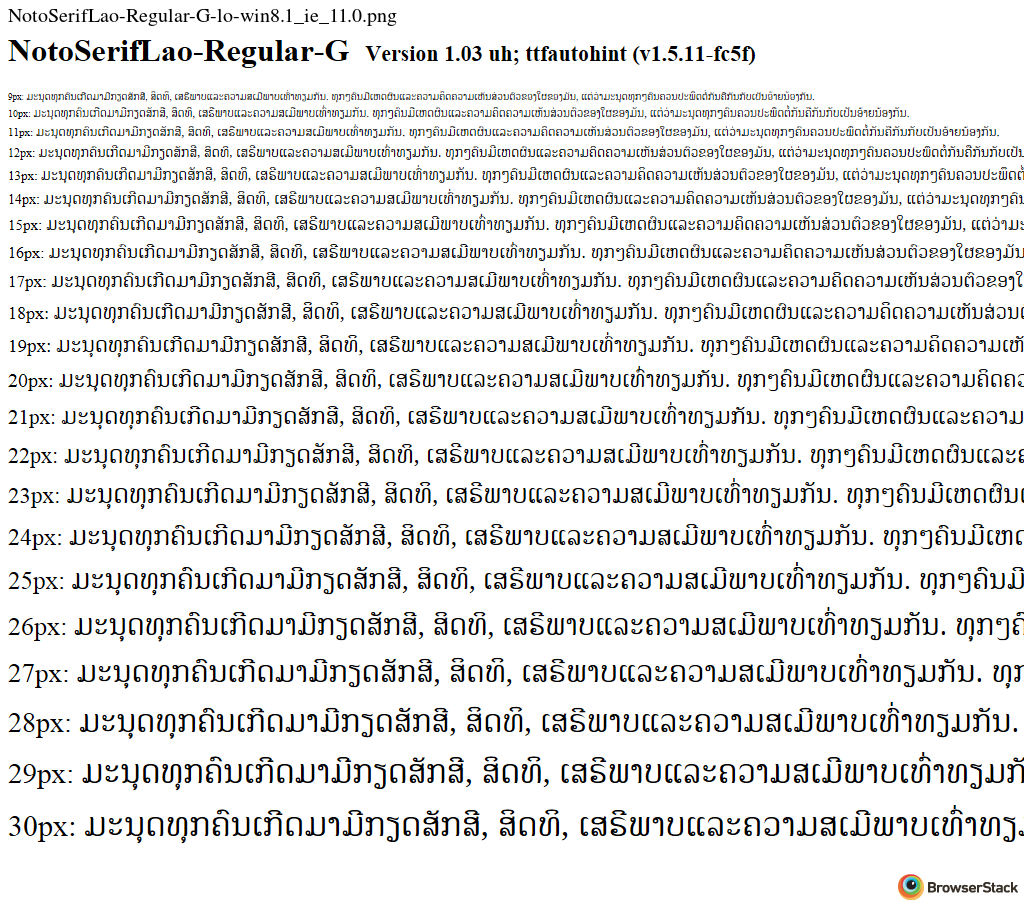 NotoSerifLao-Regular-G-lo-win8.1_ie_11.0.png
NotoSerifLao-Regular-G Version 1.03 uh; ttfautohint (v1.5.11-fc5f)
9px: ມະນຸດທຸກຄົນເກີດມາມີກຽດສັກສີ, ສິດທິ, ເສຣີພາບແລະຄວາມສເມີພາບເທົ່າທຽມກັນ. ທຸກໆຄົນມີເຫດຜົນແລະຄວາມຄິດຄວາມເຫັນສ່ວນຕົວຂອງໃຜຂອງມັນ, ແຕ່ວ່າມະນຸດທຸກໆຄົນຄວນປະພຶດຕໍ່ກັນຄືກັນກັບເປັນອ້າຍນ້ອງກັນ.
10px: ມະນຸດທຸກຄົນເກີດມາມີກຽດສັກສີ, ສິດທິ, ເສຣີພາບແລະຄວາມສເມີພາບເທົ່າທຽມກັນ. ທຸກໆຄົນມີເຫດຜົນແລະຄວາມຄິດຄວາມເຫັນສ່ວນຕົວຂອງໃຜຂອງມັນ, ແຕ່ວ່າມະນຸດທຸກໆຄົນຄວນປະພຶດຕໍ່ກັນຄືກັນກັບເປັນອ້າຍນ້ອງກັນ.
11px: ມະນຸດທຸກຄົນເກີດມາມີກຽດສັກສີ, ສິດທິ, ເສຣີພາບແລະຄວາມສເມີພາບເທົ່າທຽມກັນ. ທຸກໆຄົນມີເຫດຜົນແລະຄວາມຄິດຄວາມເຫັນສ່ວນຕົວຂອງໃຜຂອງມັນ, ແຕ່ວ່າມະນຸດທຸກໆຄົນຄວນປະພຶດຕໍ່ກັນຄືກັນກັບເປັນອ້າຍນ້ອງກັນ.
12px: ມະນຸດທຸກຄົນເກີດມາມີກຽດສັກສີ, ສິດທິ, ເສຣີພາບແລະຄວາມສເມີພາບເທົ່າທຽມກັນ. ທຸກໆຄົນມີເຫດຜົນແລະຄວາມຄິດຄວາມເຫັນສ່ວນຕົວຂອງໃຜຂອງມັນ, ແຕ່ວ່າມະນຸດທຸກໆຄົນຄວນປະພຶດຕໍ່ກັນຄືກັນກັບເປັນ
13px: ມະນຸດທຸກຄົນເກີດມາມີກຽດສັກສີ, ສິດທິ, ເສຣີພາບແລະຄວາມສເມີພາບເທົ່າທຽມກັນ. ທຸກໆຄົນມີເຫດຜົນແລະຄວາມຄິດຄວາມເຫັນສ່ວນຕົວຂອງໃຜຂອງມັນ, ແຕ່ວ່າມະນຸດທຸກໆຄົນຄວນປະພຶດຕໍ່
14px: ມະນຸດທຸກຄົນເກີດມາມີກຽດສັກສີ, ສິດທິ, ເສຣີພາບແລະຄວາມສເມີພາບເທົ່າທຽມກັນ. ທຸກໆຄົນມີເຫດຜົນແລະຄວາມຄິດຄວາມເຫັນສ່ວນຕົວຂອງໃຜຂອງມັນ, ແຕ່ວ່າມະນຸດທຸກໆຄົນ
15px: ມະນຸດທຸກຄົນເກີດມາມີກຽດສັກສີ, ສິດທິ, ເສຣີພາບແລະຄວາມສເມີພາບເທົ່າທຽມກັນ. ທຸກໆຄົນມີເຫດຜົນແລະຄວາມຄິດຄວາມເຫັນສ່ວນຕົວຂອງໃຜຂອງມັນ, ແຕ່ວ່າມະ
16px: ມະນຸດທຸກຄົນເກີດມາມີກຽດສັກສີ, ສິດທິ, ເສຣີພາບແລະຄວາມສເມີພາບເທົ່າທຽມກັນ. ທຸກໆຄົນມີເຫດຜົນແລະຄວາມຄິດຄວາມເຫັນສ່ວນຕົວຂອງໃຜຂອງມັນ
17px: ມະນຸດທຸກຄົນເກີດມາມີກຽດສັກສີ, ສິດທິ, ເສຣີພາບແລະຄວາມສເມີພາບເທົ່າທຽມກັນ. ທຸກໆຄົນມີເຫດຜົນແລະຄວາມຄິດຄວາມເຫັນສ່ວນຕົວຂອງໃ
18px: ມະນຸດທຸກຄົນເກີດມາມີກຽດສັກສີ, ສິດທິ, ເສຣີພາບແລະຄວາມສເມີພາບເທົ່າທຽມກັນ. ທຸກໆຄົນມີເຫດຜົນແລະຄວາມຄິດຄວາມເຫັນສ່ວນ
19px: ມະນຸດທຸກຄົນເກີດມາມີກຽດສັກສີ, ສິດທິ, ເສຣີພາບແລະຄວາມສເມີພາບເທົ່າທຽມກັນ. ທຸກໆຄົນມີເຫດຜົນແລະຄວາມຄິດຄວາມເຫັ
20px: ມະນຸດທຸກຄົນເກີດມາມີກຽດສັກສີ, ສິດທິ, ເສຣີພາບແລະຄວາມສເມີພາບເທົ່າທຽມກັນ. ທຸກໆຄົນມີເຫດຜົນແລະຄວາມຄິດຄວ
21px: ມະນຸດທຸກຄົນເກີດມາມີກຽດສັກສີ, ສິດທິ, ເສຣີພາບແລະຄວາມສເມີພາບເທົ່າທຽມກັນ. ທຸກໆຄົນມີເຫດຜົນແລະຄວາມ
22px: ມະນຸດທຸກຄົນເກີດມາມີກຽດສັກສີ, ສິດທິ, ເສຣີພາບແລະຄວາມສເມີພາບເທົ່າທຽມກັນ. ທຸກໆຄົນມີເຫດຜົນແລະຄ
23px: ມະນຸດທຸກຄົນເກີດມາມີກຽດສັກສີ, ສິດທິ, ເສຣີພາບແລະຄວາມສເມີພາບເທົ່າທຽມກັນ. ທຸກໆຄົນມີເຫດຜົນ
24px: ມະນຸດທຸກຄົນເກີດມາມີກຽດສັກສີ, ສິດທິ, ເສຣີພາບແລະຄວາມສເມີພາບເທົ່າທຽມກັນ. ທຸກໆຄົນມີເຫດ
25px: ມະນຸດທຸກຄົນເກີດມາມີກຽດສັກສີ, ສິດທິ, ເສຣີພາບແລະຄວາມສເມີພາບເທົ່າທຽມກັນ. ທຸກໆຄົນມີ
26px: ມະນຸດທຸກຄົນເກີດມາມີກຽດສັກສີ, ສິດທິ, ເສຣີພາບແລະຄວາມສເມີພາບເທົ່າທຽມກັນ. ທຸກໆຄົ
27px: ມະນຸດທຸກຄົນເກີດມາມີກຽດສັກສີ, ສິດທິ, ເສຣີພາບແລະຄວາມສເມີພາບເທົ່າທຽມກັນ. ທຸກ
28px: ມະນຸດທຸກຄົນເກີດມາມີກຽດສັກສີ, ສິດທິ, ເສຣີພາບແລະຄວາມສເມີພາບເທົ່າທຽມກັນ.
29px: ມະນຸດທຸກຄົນເກີດມາມີກຽດສັກສີ, ສິດທິ, ເສຣີພາບແລະຄວາມສເມີພາບເທົ່າທຽມກັ
30px: ມະນຸດທຸກຄົນເກີດມາມີກຽດສັກສີ, ສິດທິ, ເສຣີພາບແລະຄວາມສເມີພາບເທົ່າທຽມ
BrowserStack